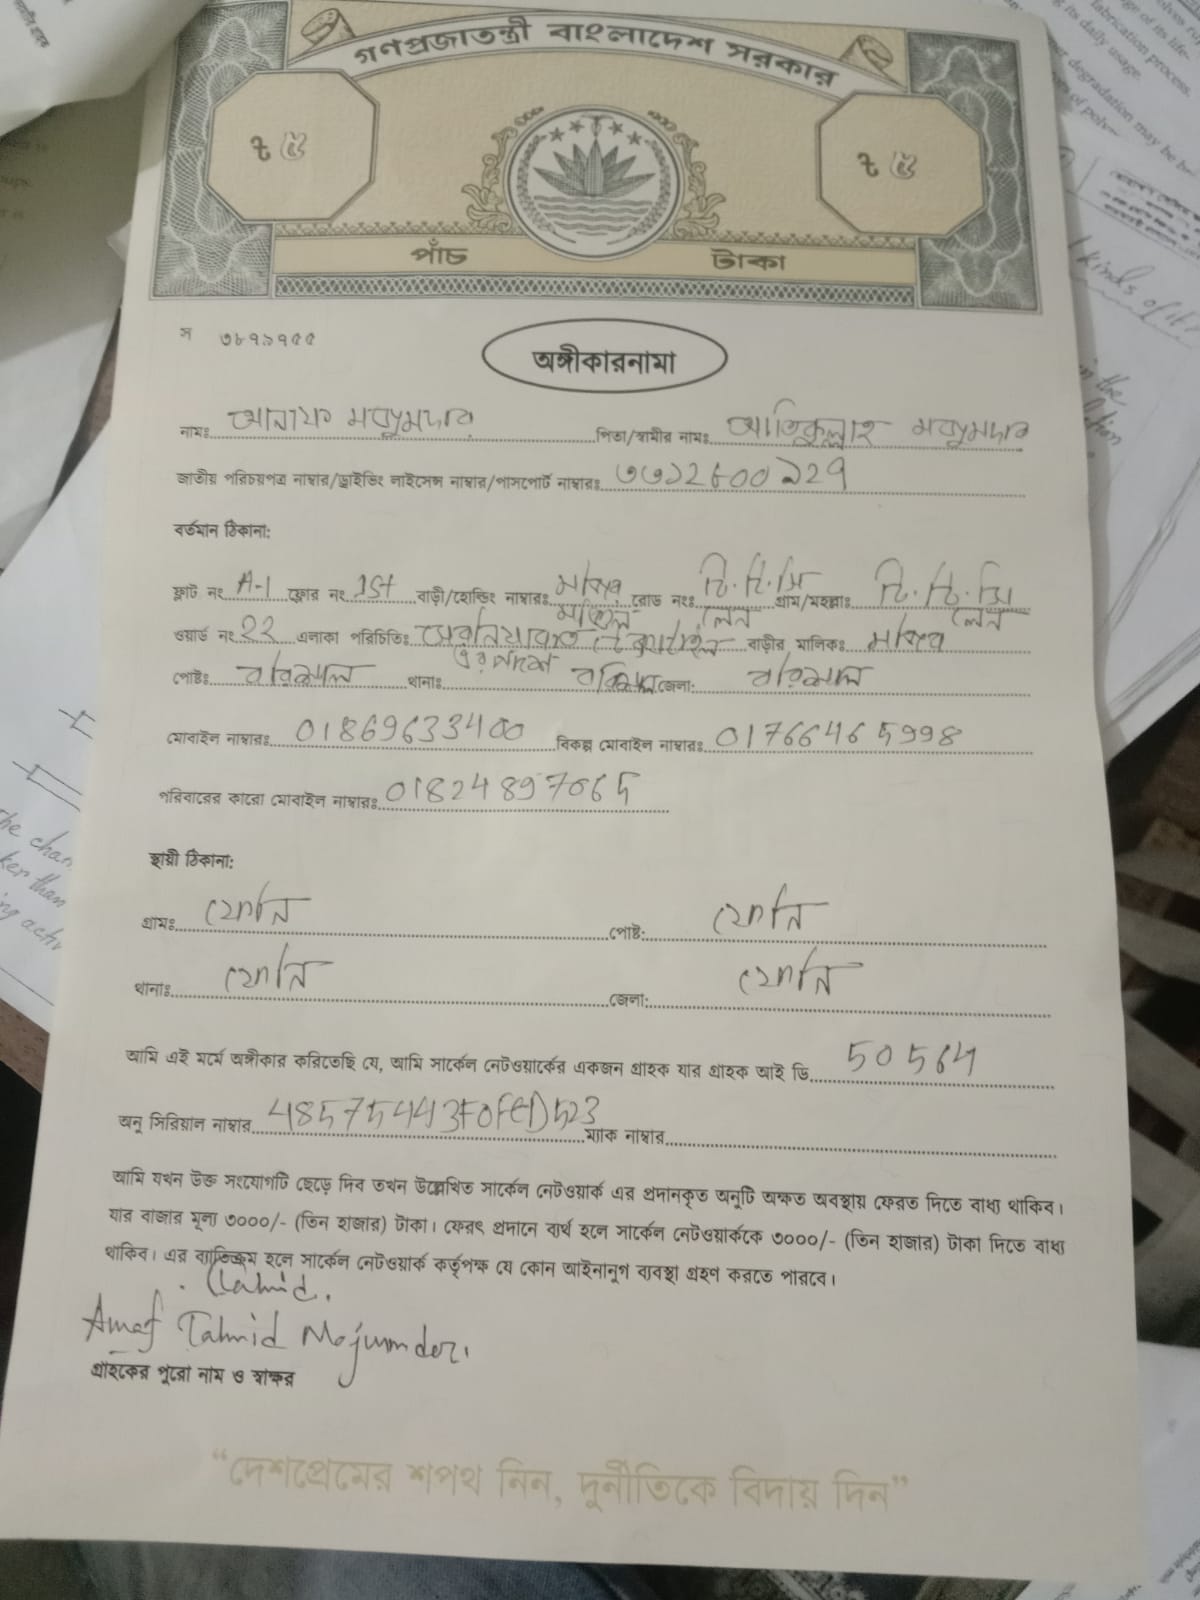 গণপ্রজাতন্ত্রী বাংলাদেশ সরকার
৳ ৫
৳ ৫
পাঁচ টাকা
স ৩৮৭১৭৫৫
অঙ্গীকারনামা
নামঃ আনাফ মজুমদার পিতা/স্বামীর নামঃ আতিকুল্লাহ মজুমদার
জাতীয় পরিচয়পত্র নাম্বার/ড্রাইভিং লাইসেন্স নাম্বার/পাসপোর্ট নাম্বারঃ
বর্তমান ঠিকানা:
ফ্লাট নং A-1 ফ্লোর নং 1st বাড়ী/হোল্ডিং নাম্বারঃ মঞ্জিল রোড নংঃ টি.টি.সি লেন গ্রাম/মহল্লাঃ টি.টি.সি লেন
ওয়ার্ড নং 22 এলাকা পরিচিতিঃ বাড়ীর মালিকঃ
পোষ্টঃ বরিশাল থানাঃ বরিশাল জেলা: বরিশাল
মোবাইল নাম্বারঃ 01869633400 বিকল্প মোবাইল নাম্বারঃ 01766465998
পরিবারের কারো মোবাইল নাম্বারঃ 01824897065
স্থায়ী ঠিকানা:
গ্রামঃ ফেনি পোষ্ট: ফেনি
থানাঃ ফেনি জেলা: ফেনি
আমি এই মর্মে অঙ্গীকার করিতেছি যে, আমি সার্কেল নেটওয়ার্কের একজন গ্রাহক যার গ্রাহক আই ডি 50564
অনু সিরিয়াল নাম্বার ম্যাক নাম্বার
আমি যখন উক্ত সংযোগটি ছেড়ে দিব তখন উল্লেখিত সার্কেল নেটওয়ার্ক এর প্রদানকৃত অনুটি অক্ষত অবস্থায় ফেরত দিতে বাধ্য থাকিব।
যার বাজার মূল্য ৩০০০/- (তিন হাজার) টাকা। ফেরৎ প্রদানে ব্যর্থ হলে সার্কেল নেটওয়ার্ককে ৩০০০/- (তিন হাজার) টাকা দিতে বাধ্য
থাকিব। এর ব্যতিক্রম হলে সার্কেল নেটওয়ার্ক কর্তৃপক্ষ যে কোন আইনানুগ ব্যবস্থা গ্রহণ করতে পারবে।
Tahmid.
Anaf Tahmid Mojumder.
গ্রাহকের পুরো নাম ও স্বাক্ষর
“দেশপ্রেমের শপথ নিন, দুর্নীতিকে বিদায় দিন”